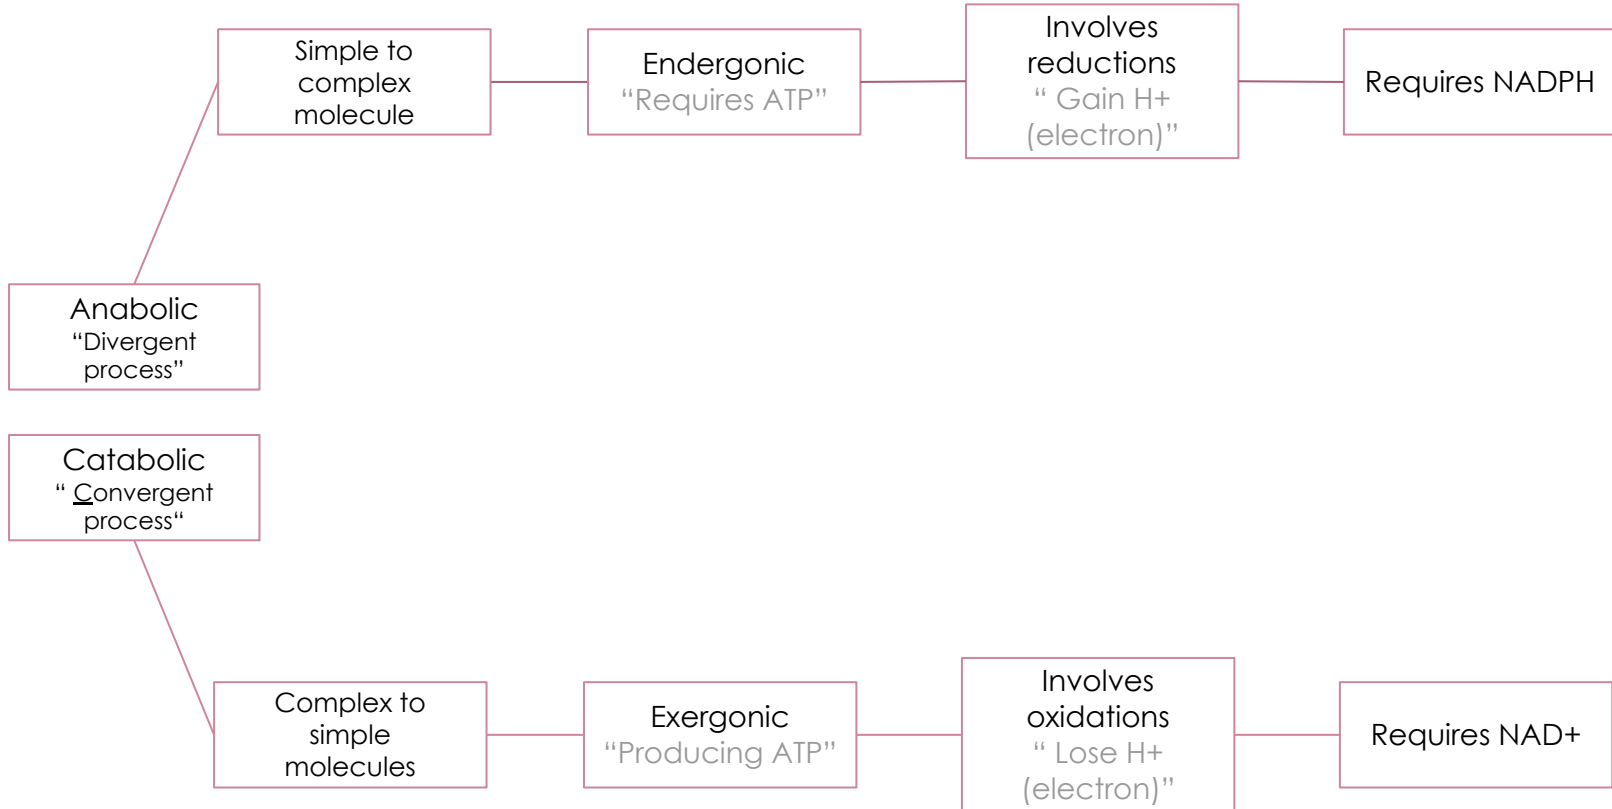 Simple to
complex
molecule
Endergonic
“Requires ATP”
Involves
reductions
“ Gain H+
(electron)”
Requires NADPH
Anabolic
“Divergent
process”
Catabolic
“ Convergent
process“
Complex to
simple
molecules
Exergonic
“Producing ATP”
Involves
oxidations
“ Lose H+
(electron)”
Requires NAD+